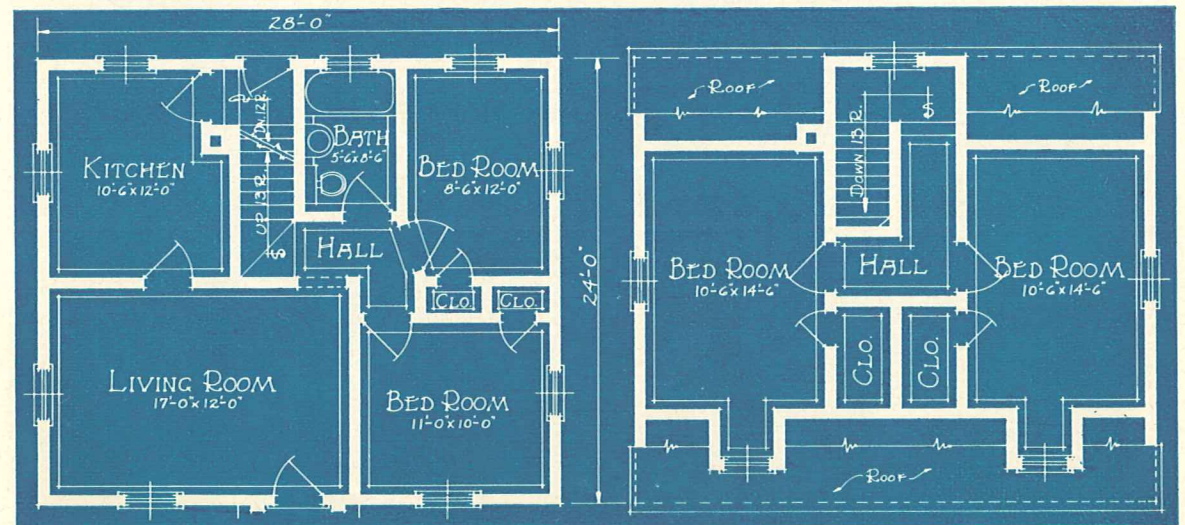 28'-0"
KITCHEN
10'-6"x12'-0"
DN. 12 R.
UP 13 R.
BATH
5'-6"x8'-6"
BED ROOM
8'-6"x12'-0"
HALL
CLO.
CLO.
LIVING ROOM
17'-0"x12'-0"
BED ROOM
11'-0"x10'-0"
24'-0"
ROOF
ROOF
DOWN 13 R.
BED ROOM
10'-6"x14'-6"
HALL
BED ROOM
10'-6"x14'-6"
CLO.
CLO.
ROOF